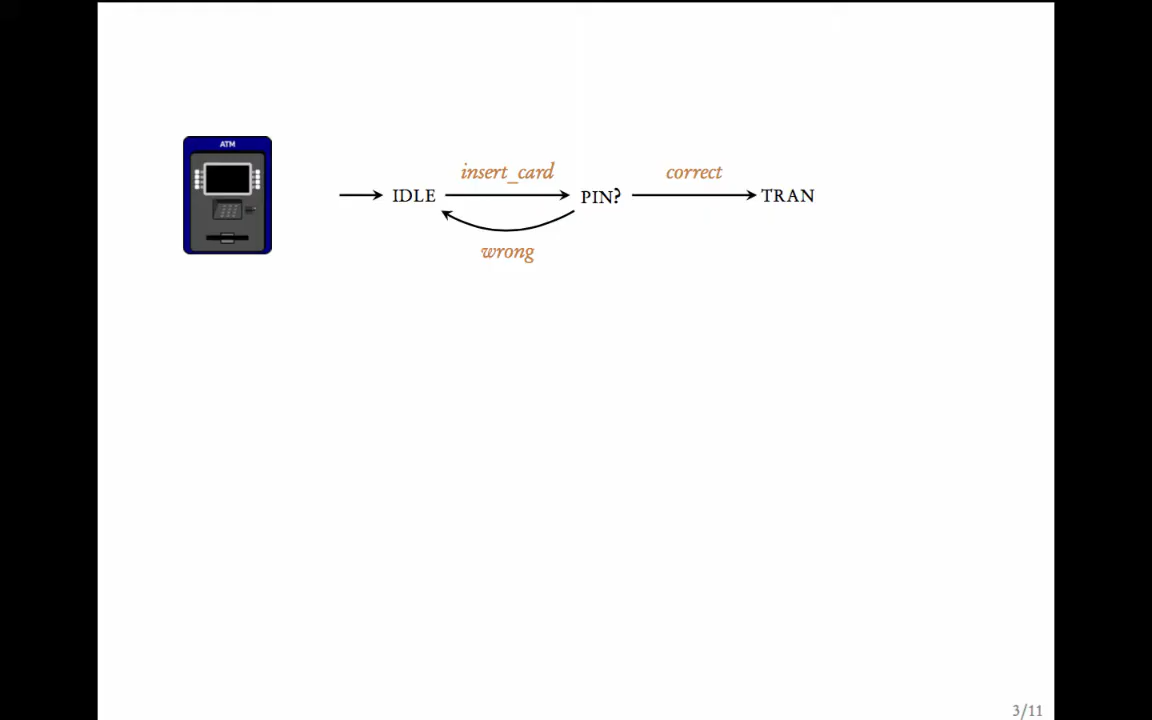 ATM
insert_card
correct
IDLE
PIN?
TRAN
wrong
3/11